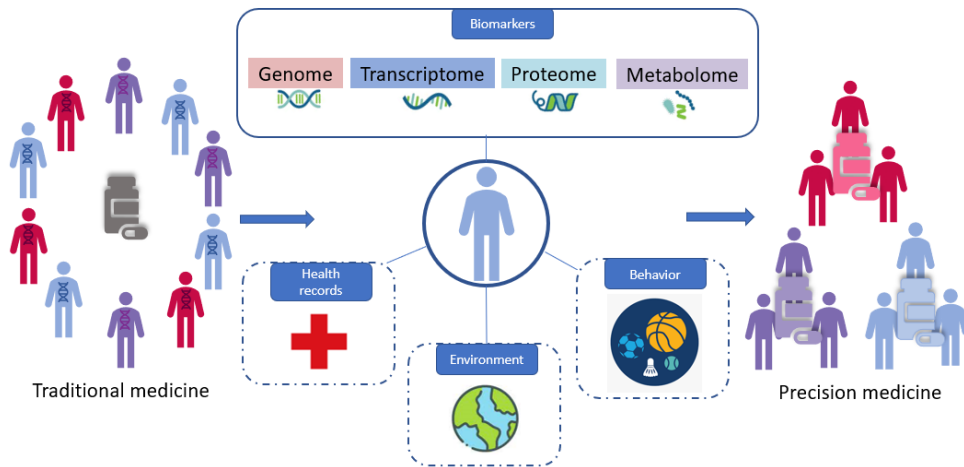 Biomarkers
Genome
Transcriptome
Proteome
Metabolome
Health
records
Behavior
Environment
Traditional medicine
Precision medicine